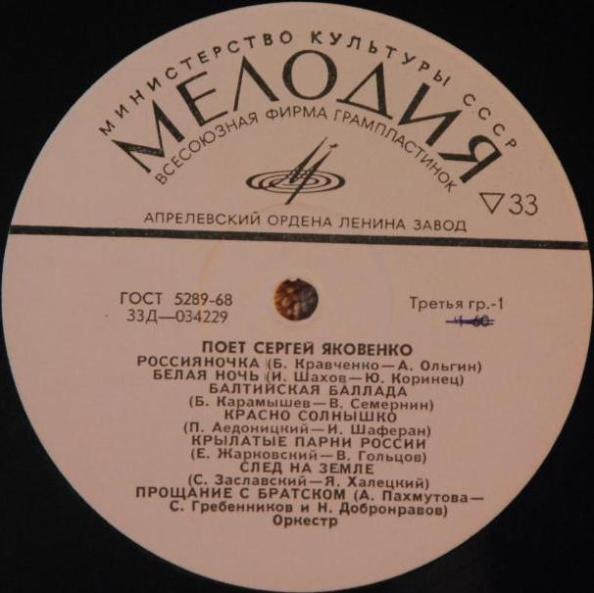 МИНИСТЕРСТВО КУЛЬТУРЫ СССР
МЕЛОДИЯ
ВСЕСОЮЗНАЯ ФИРМА ГРАМПЛАСТИНОК
▽33
АПРЕЛЕВСКИЙ ОРДЕНА ЛЕНИНА ЗАВОД
ГОСТ 5289-68
33Д—034229
Третья гр.-1
1-60
ПОЕТ СЕРГЕЙ ЯКОВЕНКО
РОССИЯНОЧКА (Б. Кравченко—А. Ольгин)
БЕЛАЯ НОЧЬ (И. Шахов—Ю. Коринец)
БАЛТИЙСКАЯ БАЛЛАДА
(Б. Карамышев—В. Семернин)
КРАСНО СОЛНЫШКО
(П. Аедоницкий—И. Шаферан)
КРЫЛАТЫЕ ПАРНИ РОССИИ
(Е. Жарковский—В. Гольцов)
СЛЕД НА ЗЕМЛЕ
(С. Заславский—Я. Халецкий)
ПРОЩАНИЕ С БРАТСКОМ (А. Пахмутова—
С. Гребенников и Н. Добронравов)
Оркестр